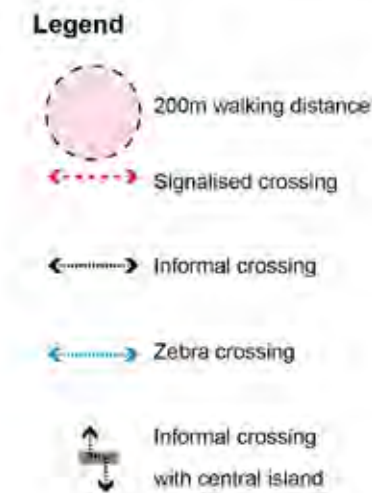 Legend
200m walking distance
Signalised crossing
Informal crossing
Zebra crossing
Informal crossing
with central island